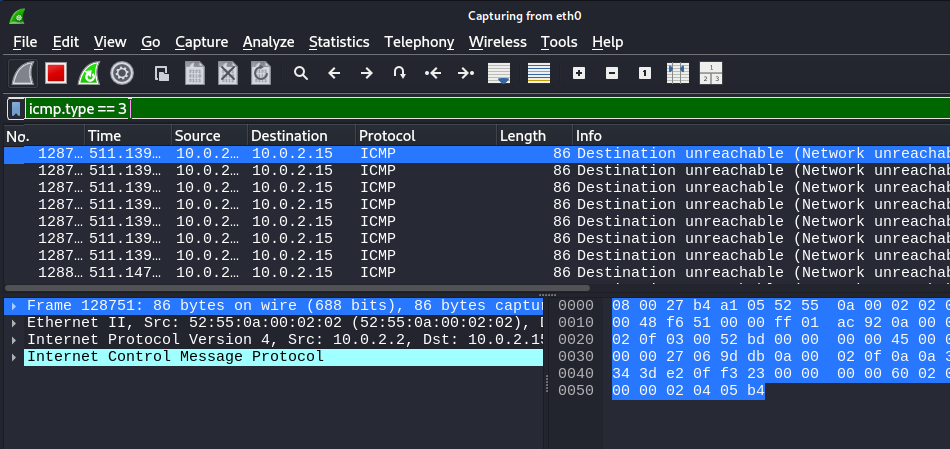 Capturing from eth0
File Edit View Go Capture Analyze Statistics Telephony Wireless Tools Help
icmp.type == 3
No. Time Source Destination Protocol Length Info
1287… 511.139… 10.0.2… 10.0.2.15 ICMP 86 Destination unreachable (Network unreachab
1287… 511.139… 10.0.2… 10.0.2.15 ICMP 86 Destination unreachable (Network unreachab
1287… 511.139… 10.0.2… 10.0.2.15 ICMP 86 Destination unreachable (Network unreachab
1287… 511.139… 10.0.2… 10.0.2.15 ICMP 86 Destination unreachable (Network unreachab
1287… 511.139… 10.0.2… 10.0.2.15 ICMP 86 Destination unreachable (Network unreachab
1287… 511.139… 10.0.2… 10.0.2.15 ICMP 86 Destination unreachable (Network unreachab
1287… 511.139… 10.0.2… 10.0.2.15 ICMP 86 Destination unreachable (Network unreachab
1288… 511.147… 10.0.2… 10.0.2.15 ICMP 86 Destination unreachable (Network unreachab
Frame 128751: 86 bytes on wire (688 bits), 86 bytes captu
Ethernet II, Src: 52:55:0a:00:02:02 (52:55:0a:00:02:02),
Internet Protocol Version 4, Src: 10.0.2.2, Dst: 10.0.2.15
Internet Control Message Protocol
0000 08 00 27 b4 a1 05 52 55 0a 00 02 02 0
0010 00 48 f6 51 00 00 ff 01 ac 92 0a 00 0
0020 02 0f 03 00 52 bd 00 00 00 00 45 00 0
0030 00 00 27 06 9d db 0a 00 02 0f 0a 0a 3
0040 34 3d e2 0f f3 23 00 00 00 00 60 02 0
0050 00 00 02 04 05 b4